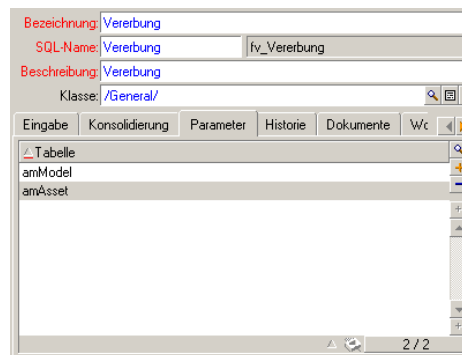 Bezeichnung: Vererbung
SQL-Name: Vererbung fv_Vererbung
Beschreibung: Vererbung
Klasse: /General/
Eingabe Konsolidierung Parameter Historie Dokumente Wc
Tabelle
amModel
amAsset
2 / 2